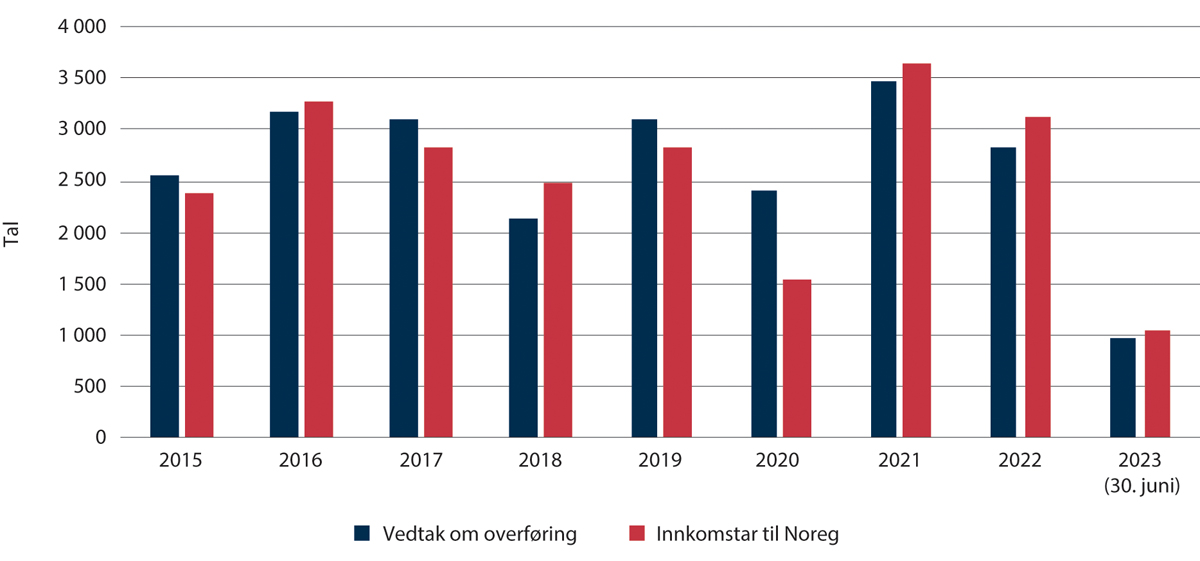 4 000
3 500
3 000
2 500
2 000
1 500
1 000
500
0
Tal
2015 2016 2017 2018 2019 2020 2021 2022 2023
(30. juni)
Vedtak om overføring Innkomstar til Noreg